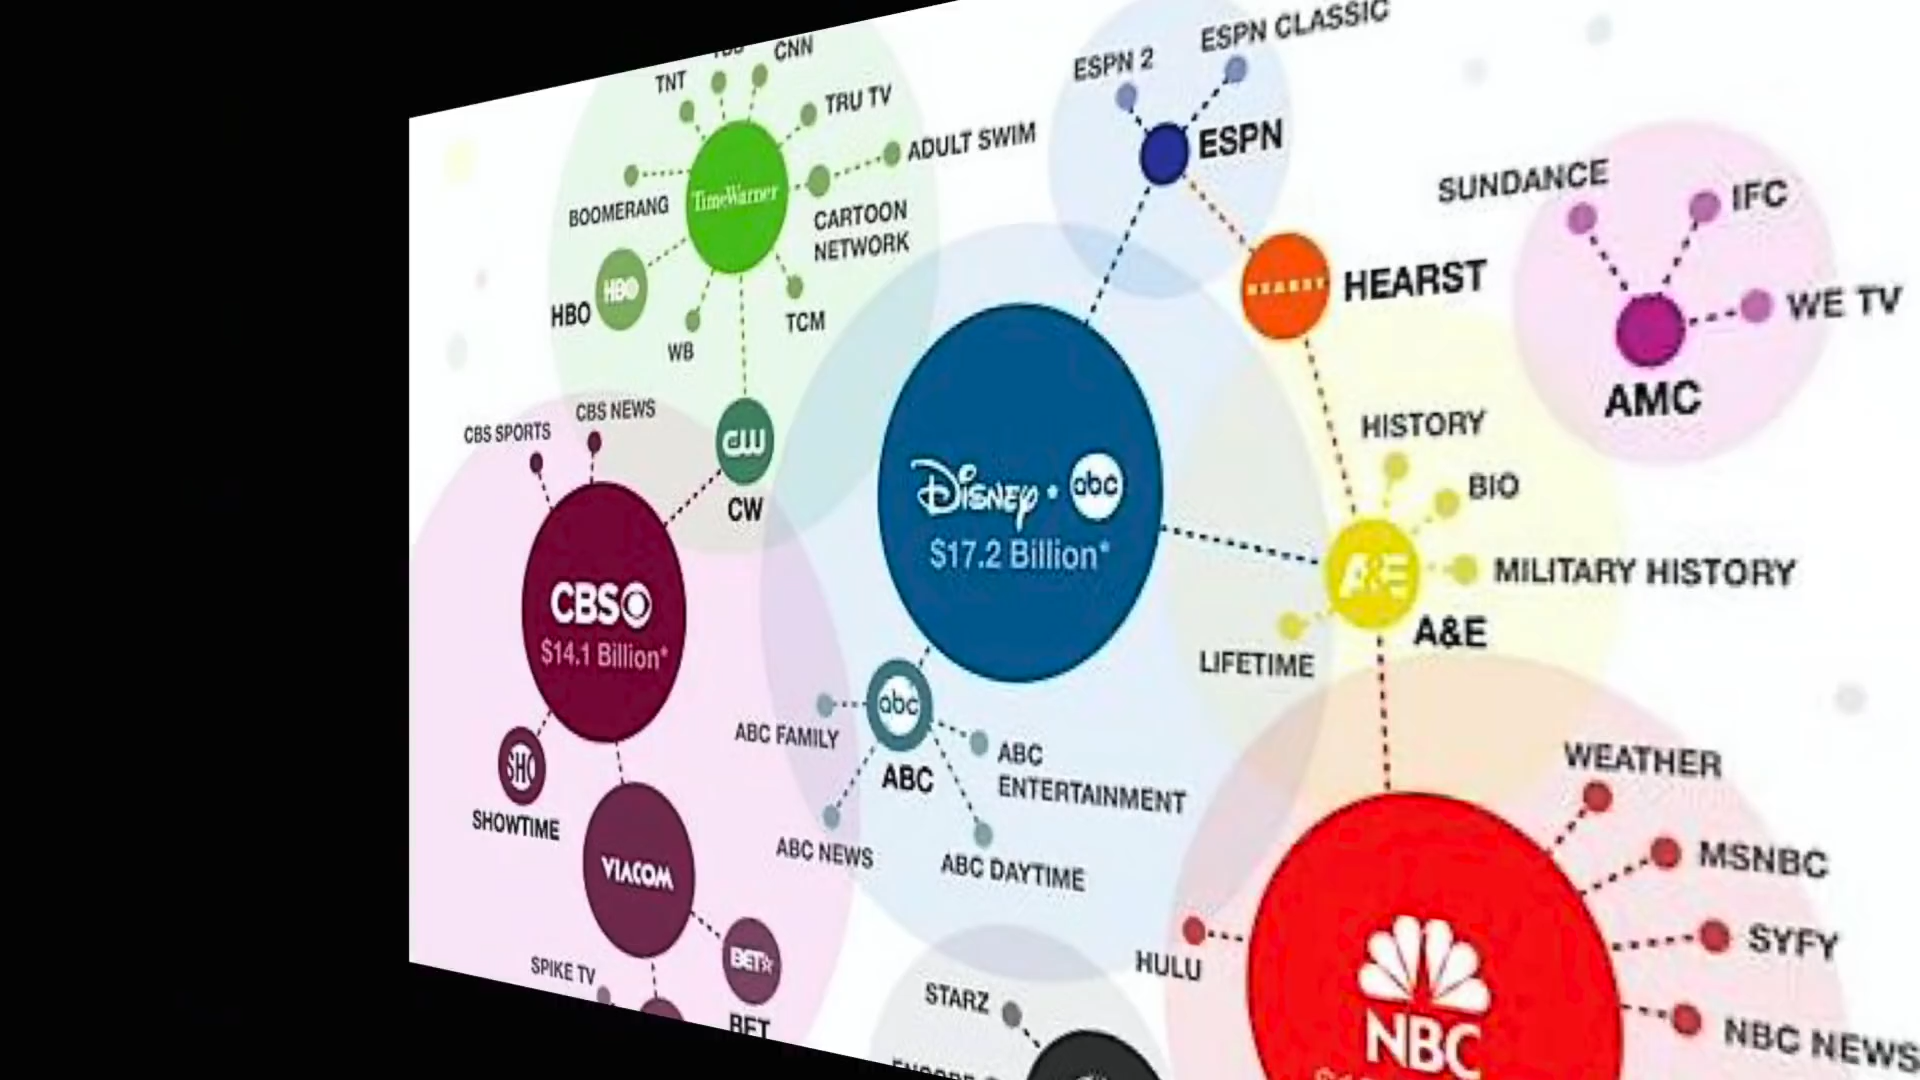 CNN
TNT
TRU TV
ADULT SWIM
TimeWarner
BOOMERANG
CARTOON
NETWORK
HBO
HBO
TCM
WB
CW
CW
CBS NEWS
CBS SPORTS
CBS
$14.1 Billion*
SHO
SHOWTIME
VIACOM
BET
BET
SPIKE TV
ESPN 2
ESPN CLASSIC
ESPN
HEARST
HEARST
SUNDANCE
IFC
WE TV
AMC
DISNEY • abc
$17.2 Billion*
HISTORY
BIO
MILITARY HISTORY
A&E
A&E
LIFETIME
abc
ABC FAMILY
ABC
ABC
ENTERTAINMENT
ABC NEWS
ABC DAYTIME
WEATHER
MSNBC
SYFY
NBC NEWS
HULU
NBC
STARZ